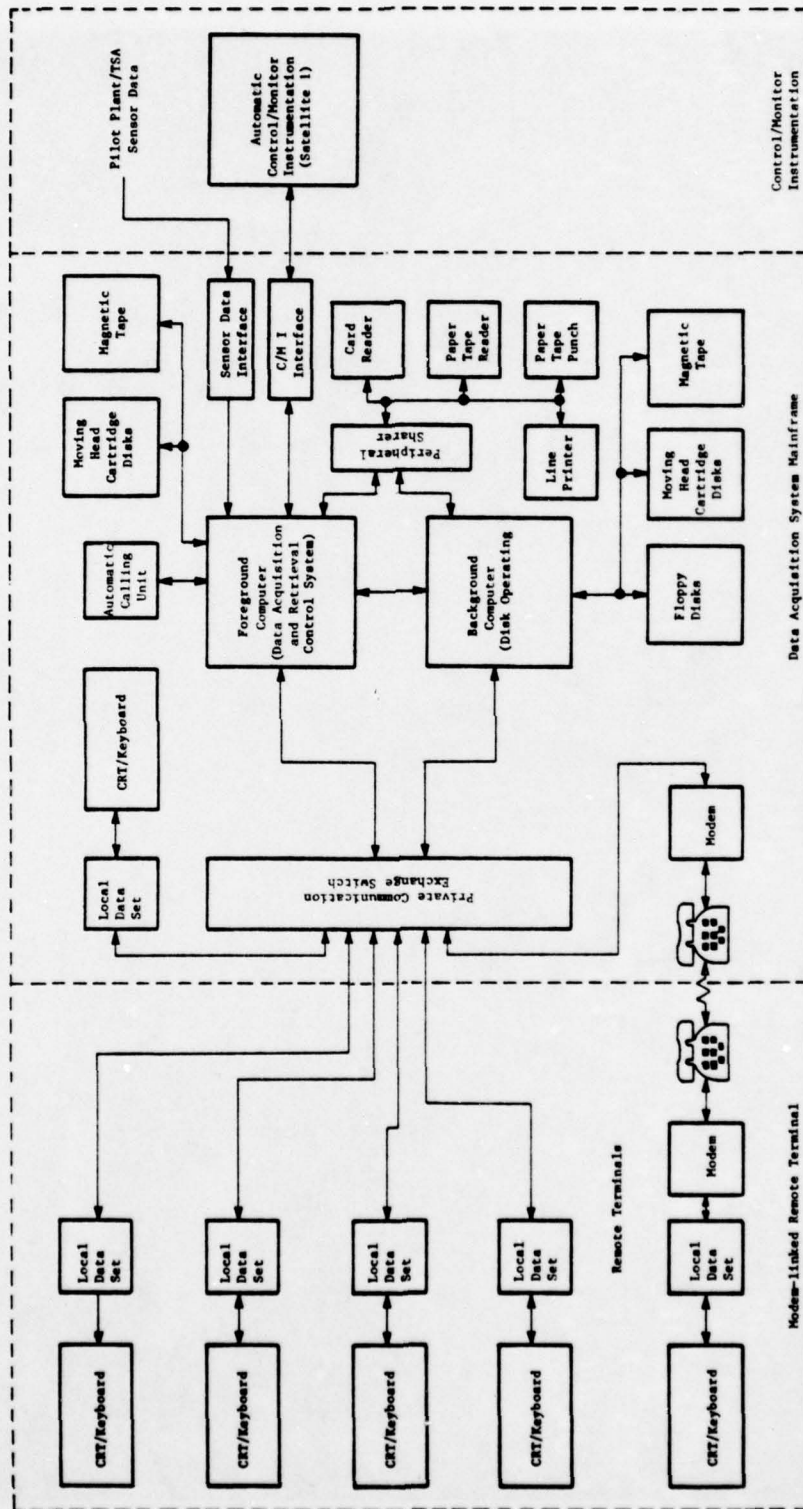 CRT/Keyboard
Local
Data
Set
CRT/Keyboard
Local
Data
Set
CRT/Keyboard
Local
Data
Set
CRT/Keyboard
Local
Data
Set
Remote Terminals
CRT/Keyboard
Local
Data
Set
Modem
Modem-linked Remote Terminal
Local
Data
Set
CRT/Keyboard
Private Communication
Exchange Switch
Modem
Automatic
Calling
Unit
Moving
Head
Cartridge
Disks
Magnetic
Tape
Foreground
Computer
(Data Acquisition
and Retrieval
Control System)
Sensor Data
Interface
C/M I
Interface
Peripheral
Sharer
Card
Reader
Paper
Tape
Reader
Paper
Tape
Punch
Line
Printer
Background
Computer
(Disk Operating
Floppy
Disks
Moving
Head
Cartridge
Disks
Magnetic
Tape
Data Acquisition System Mainframe
Pilot Plant/TSA
Sensor Data
Automatic
Control/Monitor
Instrumentation
(Satellite 1)
Control/Monitor
Instrumentation